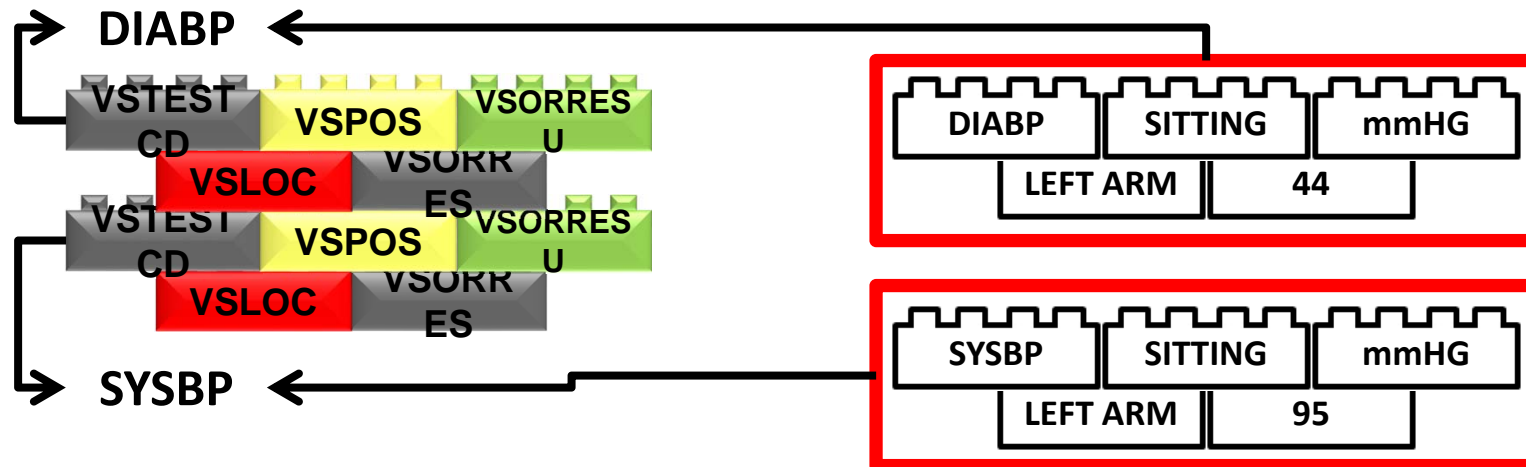 DIABP
VSTEST
CD
VSPOS
VSORRES
U
VSLOC
VSORR
ES
VSTEST
CD
VSPOS
VSORRES
U
VSLOC
VSORR
ES
SYSBP
DIABP
SITTING
mmHG
LEFT ARM
44
SYSBP
SITTING
mmHG
LEFT ARM
95